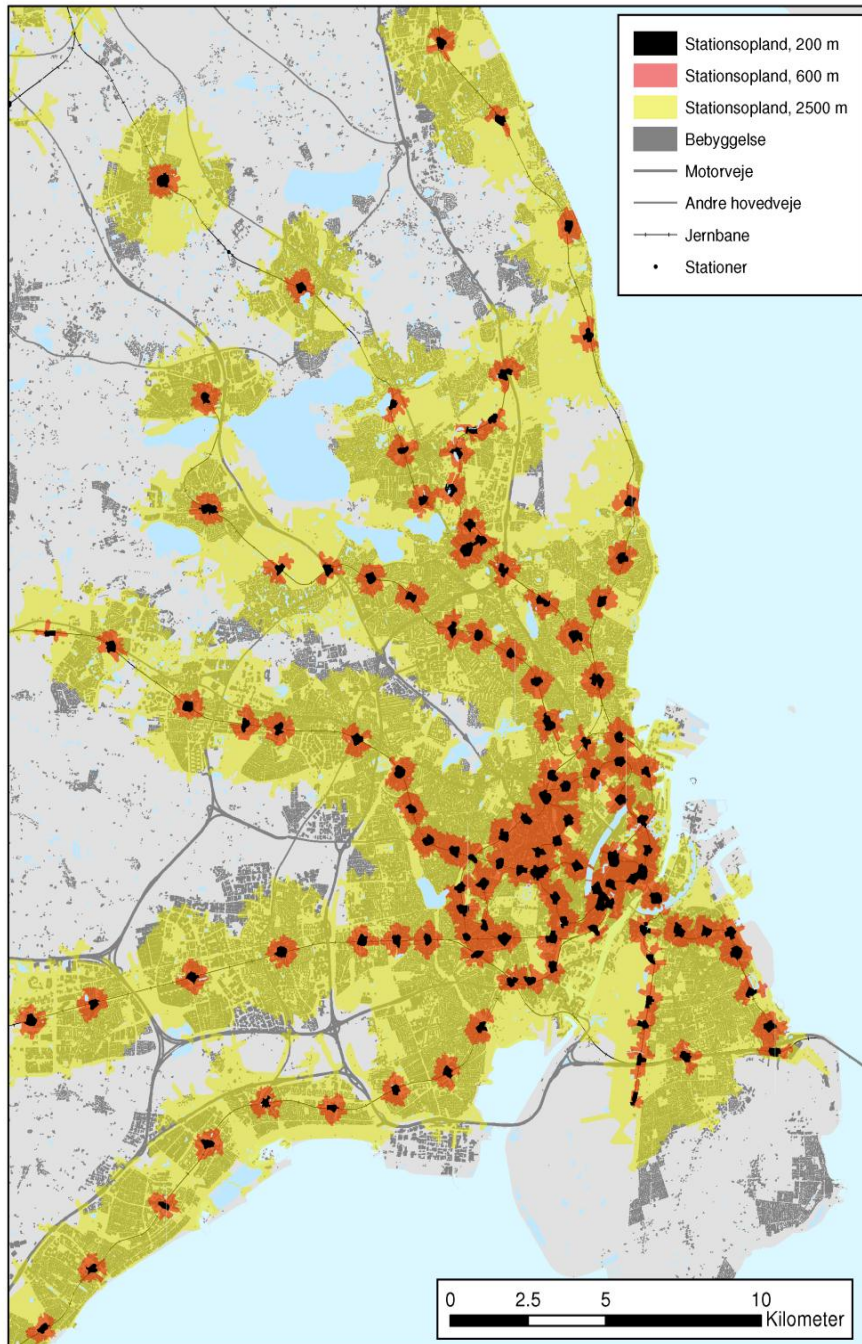 Stationsopland, 200 m
Stationsopland, 600 m
Stationsopland, 2500 m
Bebyggelse
Motorveje
Andre hovedveje
Jernbane
Stationer
0 2.5 5 10
Kilometer